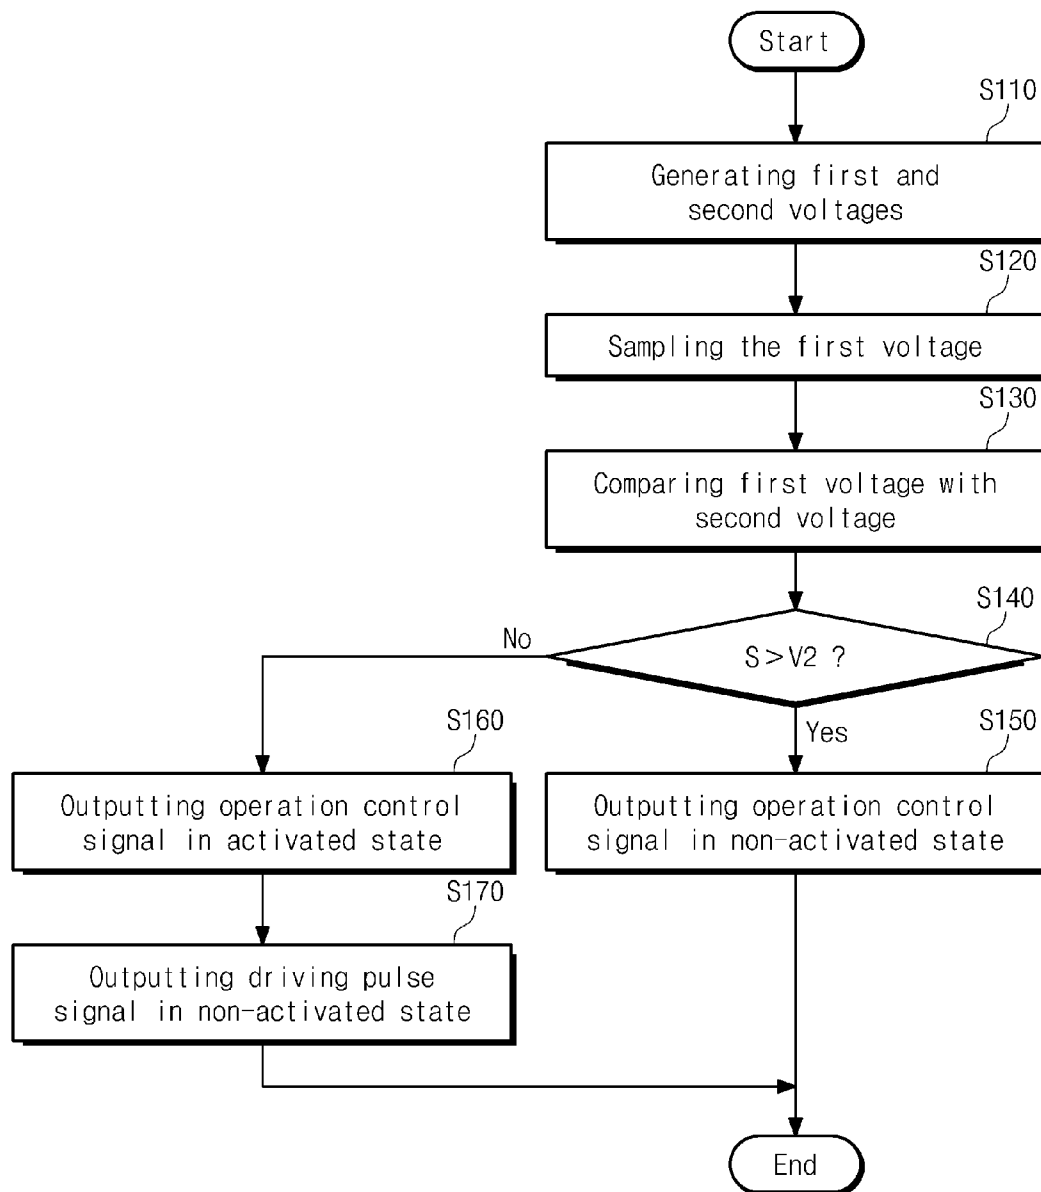 Start
S110
Generating first and
second voltages
S120
Sampling the first voltage
S130
Comparing first voltage with
second voltage
S140
S>V2 ?
No
Yes
S160
Outputting operation control
signal in activated state
S150
Outputting operation control
signal in non-activated state
S170
Outputting driving pulse
signal in non-activated state
End